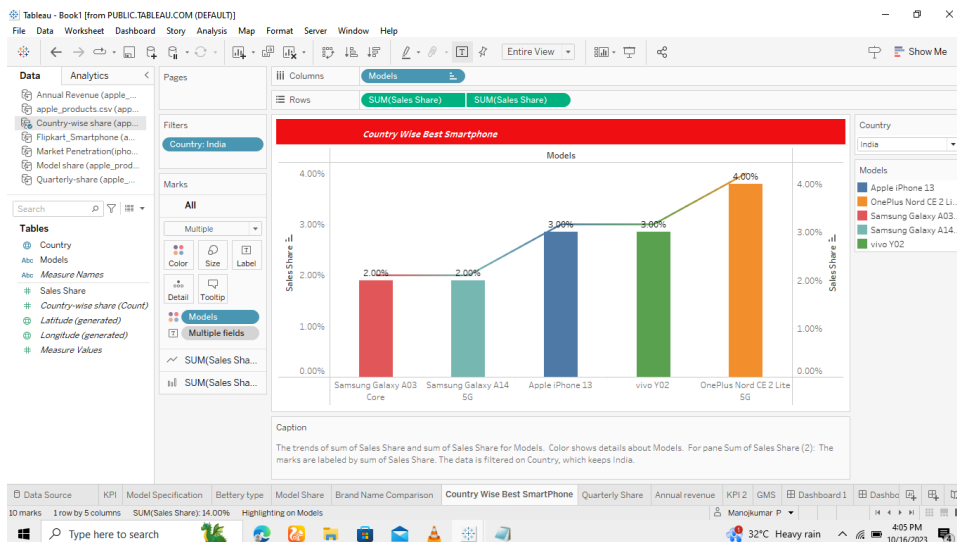 Tableau - Book1 [from PUBLIC.TABLEAU.COM (DEFAULT)]
File Data Worksheet Dashboard Story Analysis Map Format Server Window Help
Entire View
Show Me
Data Analytics
Annual Revenue (apple_...
apple_products.csv (app...
Country-wise share (app...
Flipkart_Smartphone (a...
Market Penetration(ipho...
Model share (apple_prod...
Quarterly-share (apple_...
Search
Tables
Country
Abc Models
Abc Measure Names
# Sales Share
# Country-wise share (Count)
Latitude (generated)
Longitude (generated)
# Measure Values
Pages
Filters
Country: India
Marks
All
Multiple
Color Size Label
Detail Tooltip
Models
Multiple fields
SUM(Sales Sha...
SUM(Sales Sha...
Columns Models
Rows SUM(Sales Share) SUM(Sales Share)
Country Wise Best Smartphone
Models
4.00%
3.00%
2.00%
1.00%
0.00%
Sales Share
2.00% 2.00% 3.00% 3.00% 4.00%
4.00%
3.00%
2.00%
1.00%
0.00%
Sales Share
Samsung Galaxy A03 Core
Samsung Galaxy A14 5G
Apple iPhone 13
vivo Y02
OnePlus Nord CE 2 Lite 5G
Country
India
Models
Apple iPhone 13
OnePlus Nord CE 2 Li...
Samsung Galaxy A03...
Samsung Galaxy A14...
vivo Y02
Caption
The trends of sum of Sales Share and sum of Sales Share for Models. Color shows details about Models. For pane Sum of Sales Share (2): The
marks are labeled by sum of Sales Share. The data is filtered on Country, which keeps India.
Data Source KPI Model Specification Bettery type Model Share Brand Name Comparison Country Wise Best SmartPhone Quarterly Share Annual revenue KPI 2 GMS Dashboard 1 Dashbo
10 marks 1 row by 5 columns SUM(Sales Share): 14.00% Highlighting on Models Manojkumar P
Type here to search
32°C Heavy rain
4:05 PM
10/16/2023